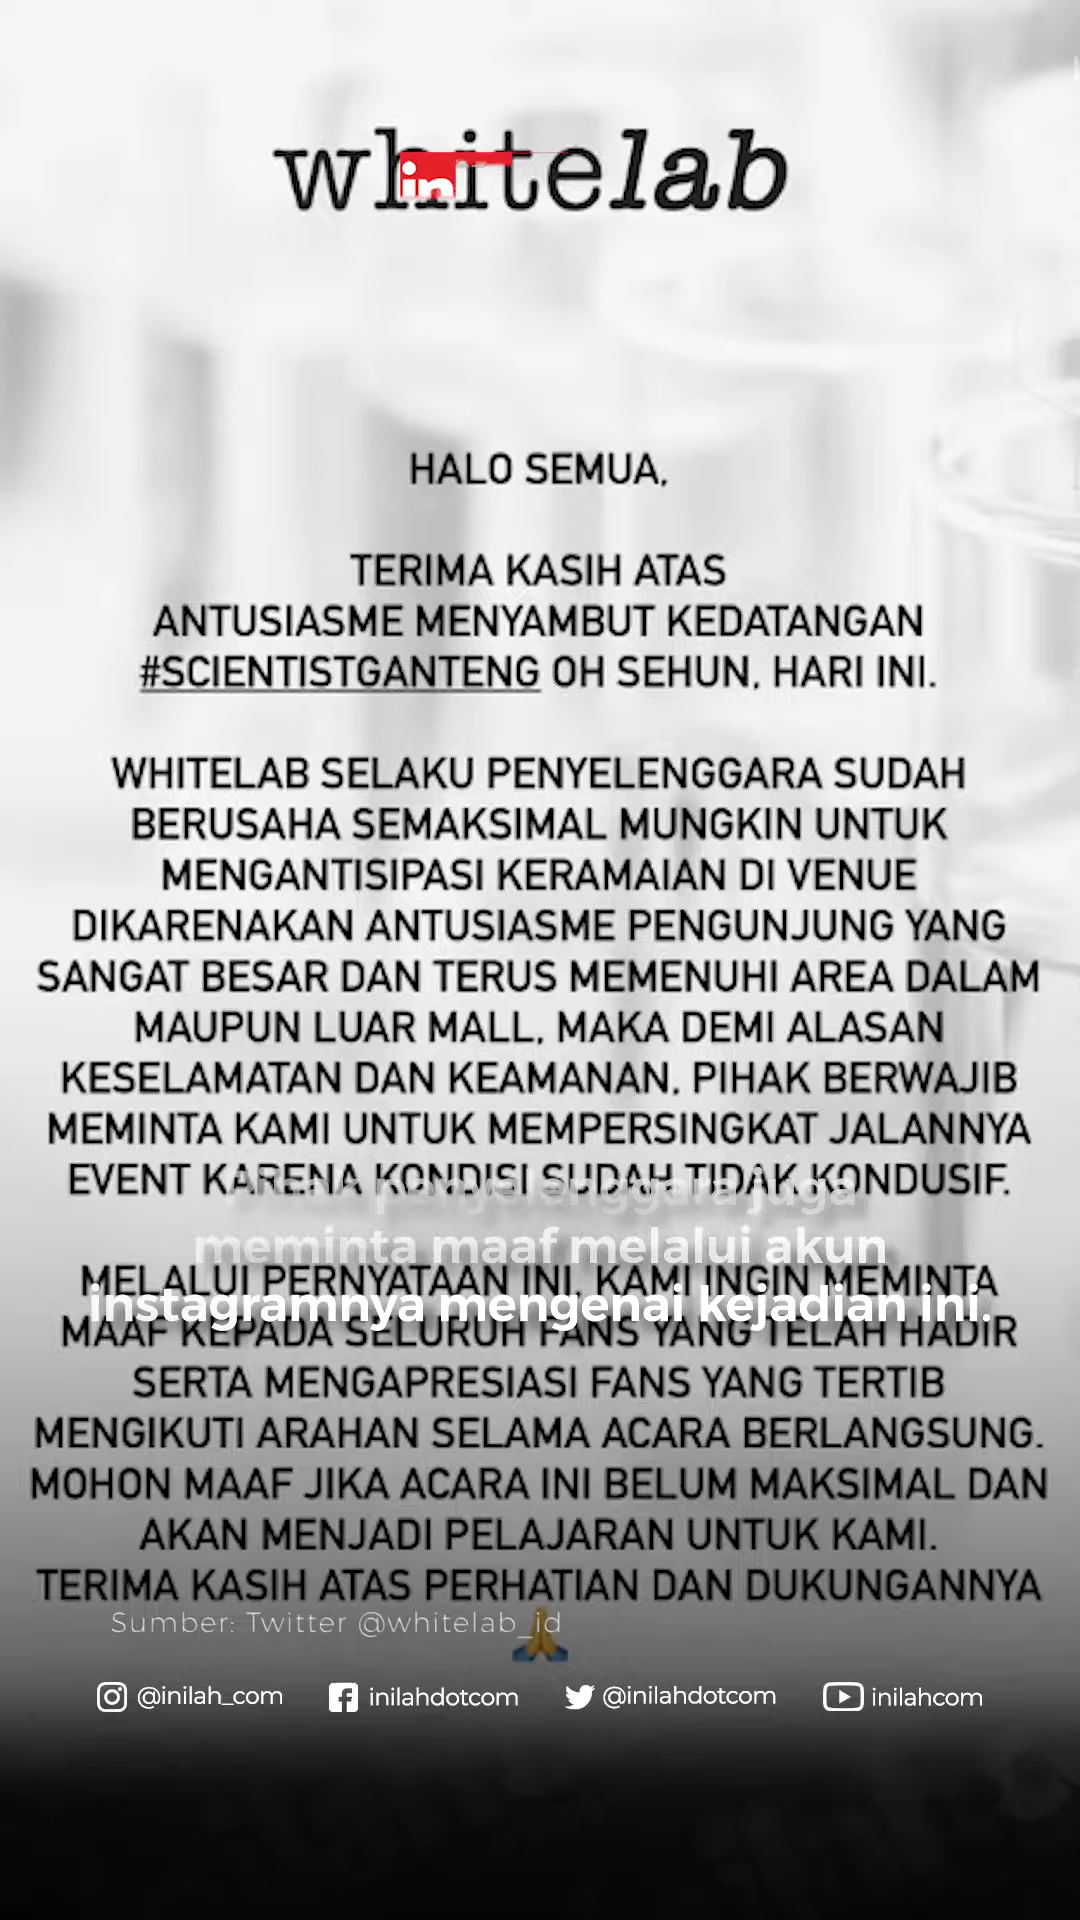 whitelab
HALO SEMUA,
TERIMA KASIH ATAS
ANTUSIASME MENYAMBUT KEDATANGAN
#SCIENTISTGANTENG OH SEHUN, HARI INI.
WHITELAB SELAKU PENYELENGGARA SUDAH
BERUSAHA SEMAKSIMAL MUNGKIN UNTUK
MENGANTISIPASI KERAMAIAN DI VENUE
DIKARENAKAN ANTUSIASME PENGUNJUNG YANG
SANGAT BESAR DAN TERUS MEMENUHI AREA DALAM
MAUPUN LUAR MALL, MAKA DEMI ALASAN
KESELAMATAN DAN KEAMANAN, PIHAK BERWAJIB
MEMINTA KAMI UNTUK MEMPERSINGKAT JALANNYA
EVENT KARENA KONDISI SUDAH TIDAK KONDUSIF.
penyelenggara juga
meminta maaf melalui akun
instagramnya mengenai kejadian ini.
MELALUI PERNYATAAN INI, KAMI INGIN MEMINTA
MAAF KEPADA SELURUH FANS YANG TELAH HADIR
SERTA MENGAPRESIASI FANS YANG TERTIB
MENGIKUTI ARAHAN SELAMA ACARA BERLANGSUNG.
MOHON MAAF JIKA ACARA INI BELUM MAKSIMAL DAN
AKAN MENJADI PELAJARAN UNTUK KAMI.
TERIMA KASIH ATAS PERHATIAN DAN DUKUNGANNYA
🙏
Sumber: Twitter @whitelab_id
@inilah_com inilahdotcom @inilahdotcom inilahcom